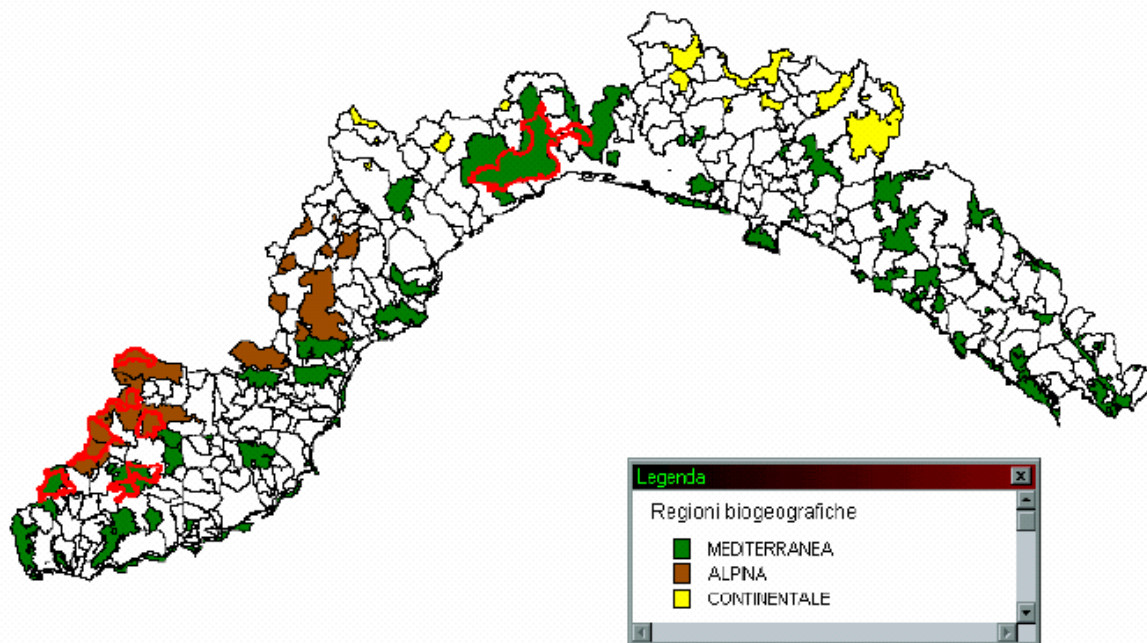 Legenda
Regioni biogeografiche
MEDITERRANEA
ALPINA
CONTINENTALE